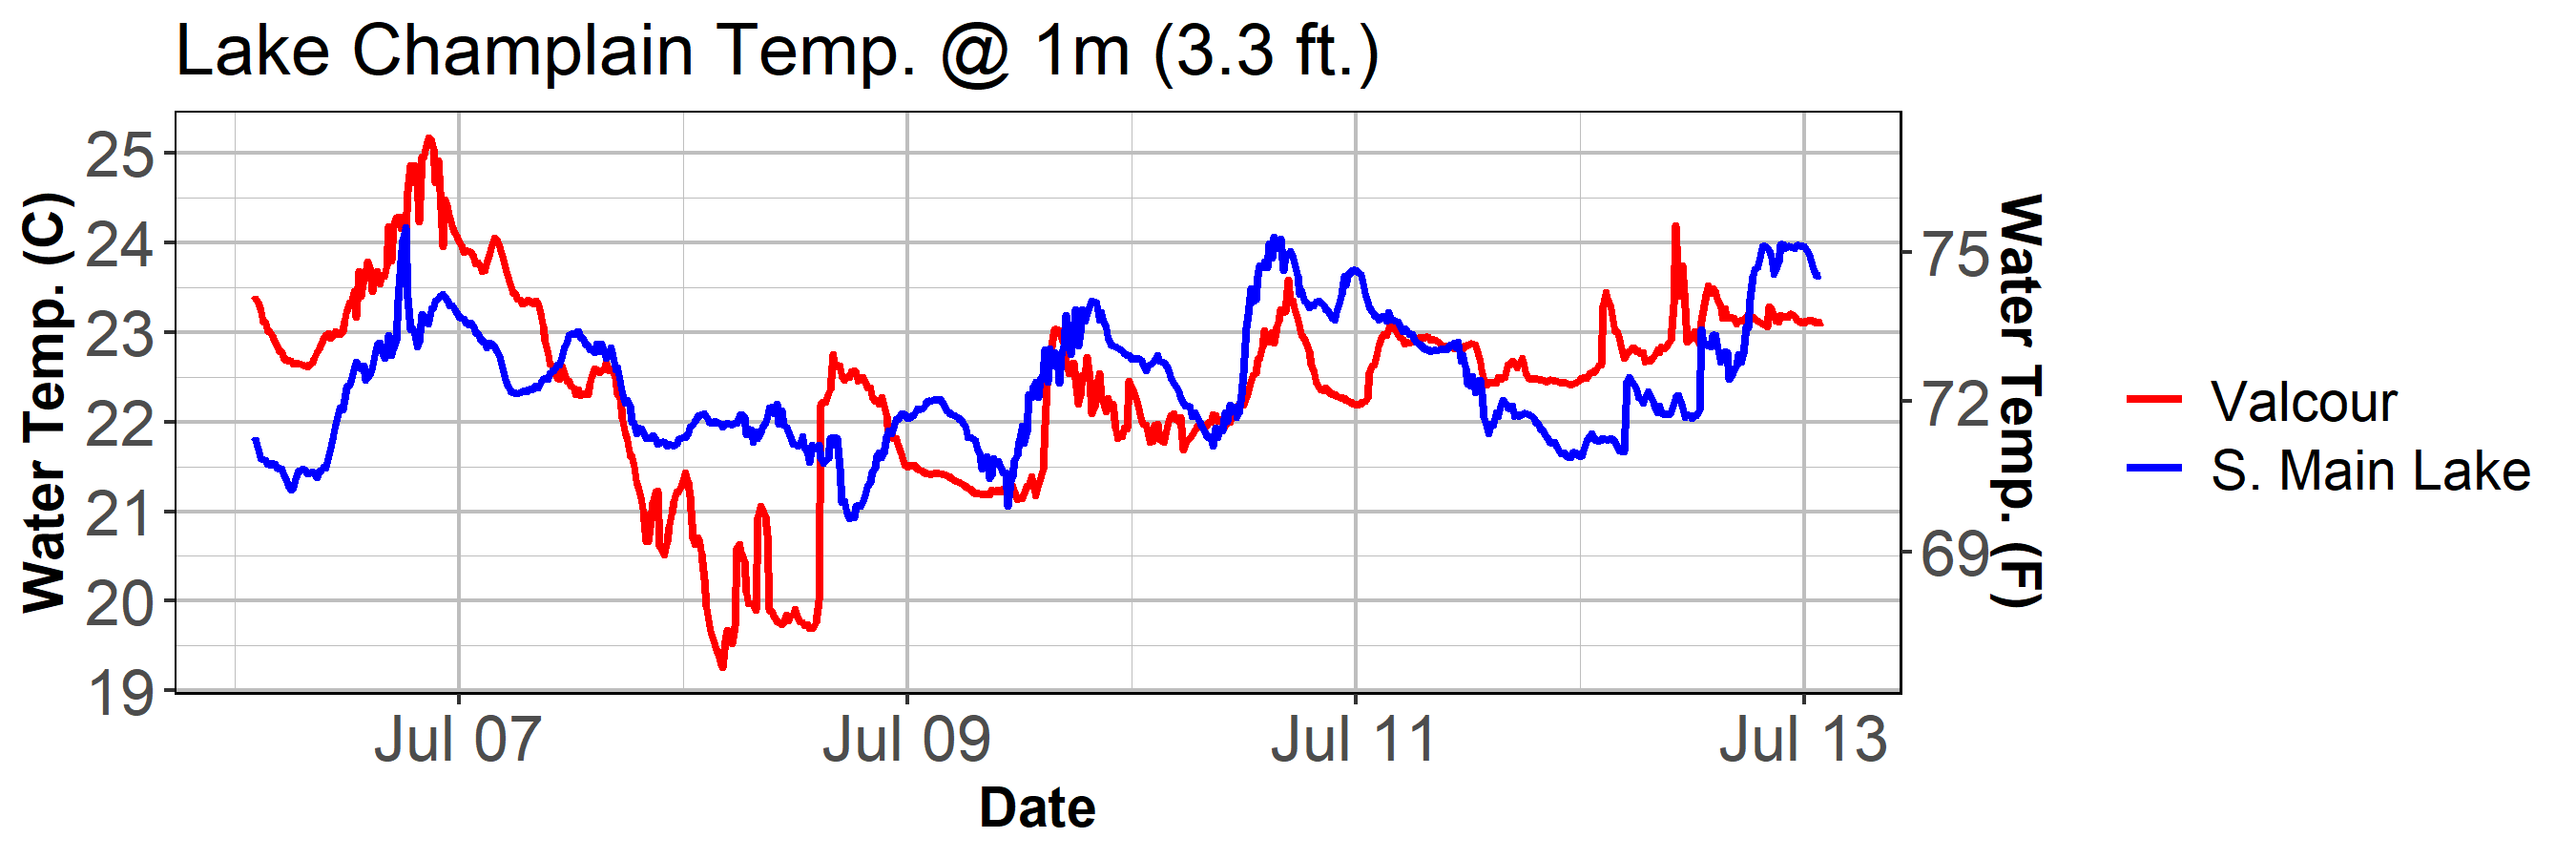 Lake Champlain Temp. @ 1m (3.3 ft.)
Water Temp. (C)
25
24
23
22
21
20
19
75
72
69
Water Temp. (F)
Jul 07
Jul 09
Jul 11
Jul 13
Date
Valcour
S. Main Lake